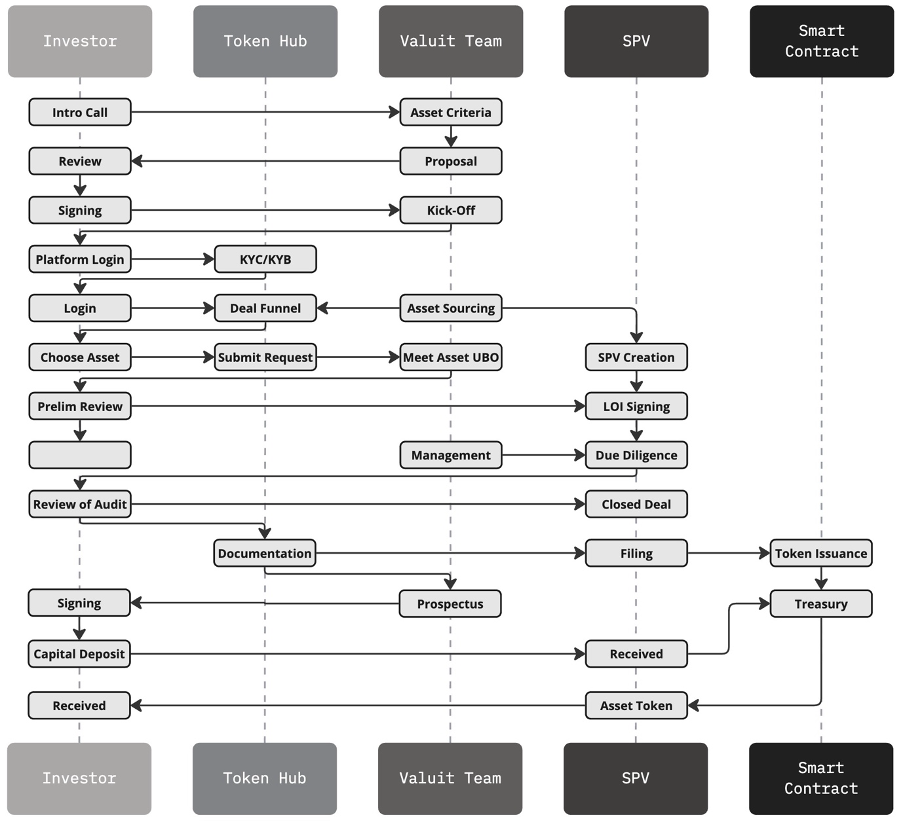 Investor
Token Hub
Valuit Team
SPV
Smart
Contract
Intro Call
Asset Criteria
Review
Proposal
Signing
Kick-Off
Platform Login
KYC/KYB
Login
Deal Funnel
Asset Sourcing
Choose Asset
Submit Request
Meet Asset UBO
SPV Creation
Prelim Review
LOI Signing
Management
Due Diligence
Review of Audit
Closed Deal
Documentation
Filing
Token Issuance
Signing
Prospectus
Treasury
Capital Deposit
Received
Received
Asset Token
Investor
Token Hub
Valuit Team
SPV
Smart
Contract